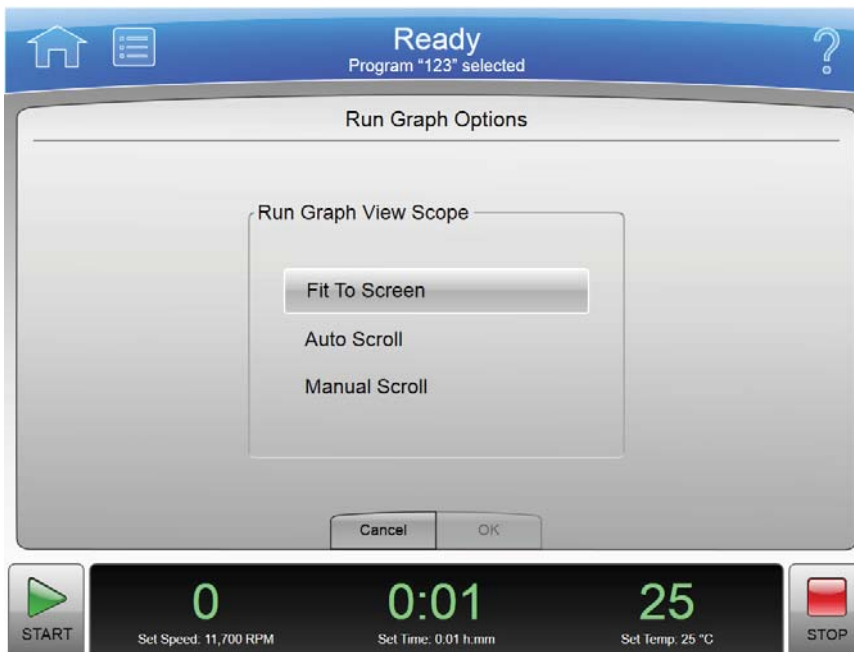 Ready
Program “123” selected
?
Run Graph Options
Run Graph View Scope
Fit To Screen
Auto Scroll
Manual Scroll
Cancel
OK
0
0:01
25
START
Set Speed: 11,700 RPM
Set Time: 0:01 h:mm
Set Temp: 25 °C
STOP